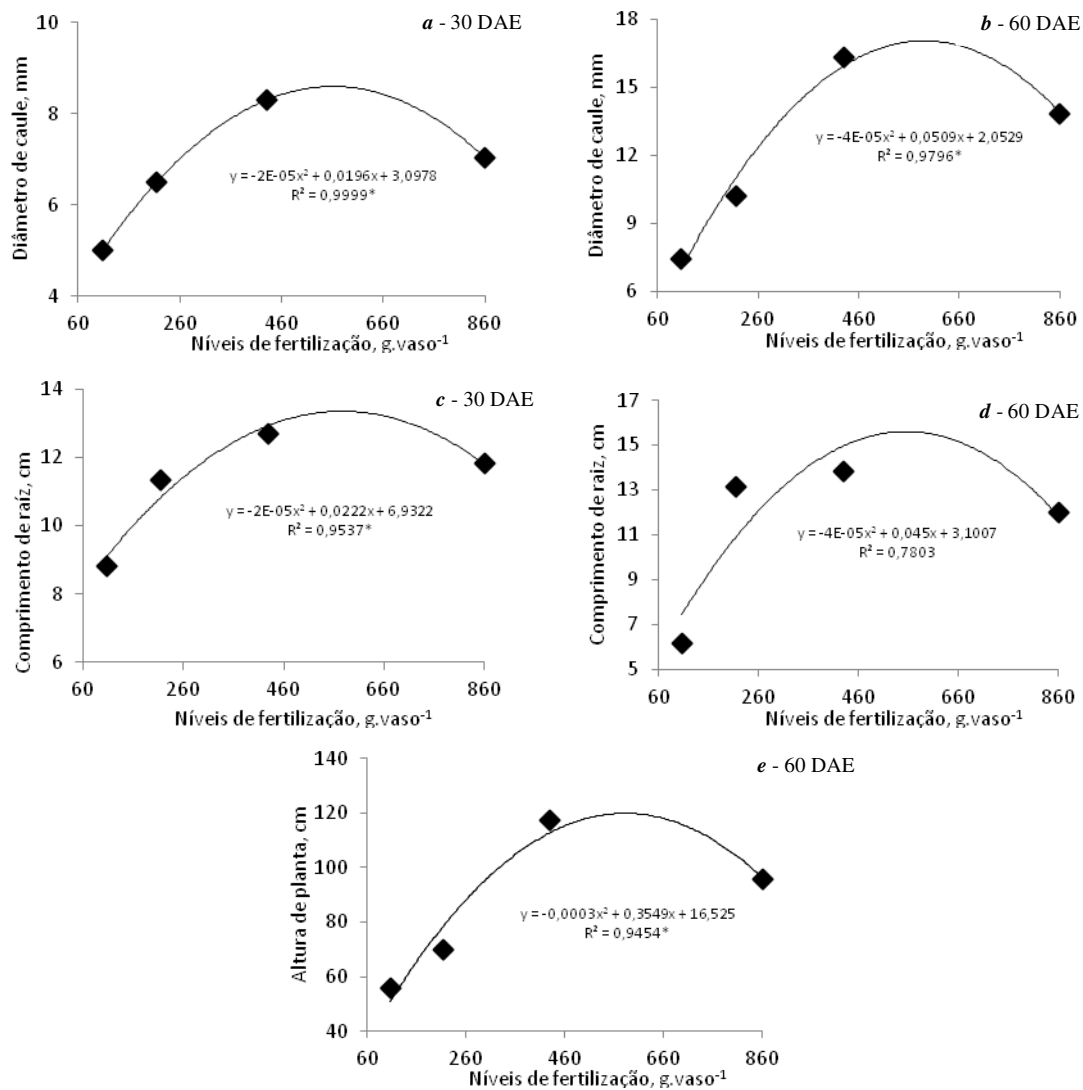 a - 30 DAE
Diâmetro de caule, mm
10
8
6
4
y = -2E-05x² + 0,0196x + 3,0978
R² = 0,9999*
60 260 460 660 860
Níveis de fertilização, g.vaso⁻¹
b - 60 DAE
Diâmetro de caule, mm
18
15
12
9
6
y = -4E-05x² + 0,0509x + 2,0529
R² = 0,9796*
60 260 460 660 860
Níveis de fertilização, g.vaso⁻¹
c - 30 DAE
Comprimento de raíz, cm
14
12
10
8
6
y = -2E-05x² + 0,0222x + 6,9322
R² = 0,9537*
60 260 460 660 860
Níveis de fertilização, g.vaso⁻¹
d - 60 DAE
Comprimento de raiz, cm
17
15
13
11
9
7
5
y = -4E-05x² + 0,045x + 3,1007
R² = 0,7803
60 260 460 660 860
Níveis de fertilização, g.vaso⁻¹
e - 60 DAE
Altura de planta, cm
140
120
100
80
60
40
y = -0,0003x² + 0,3549x + 16,525
R² = 0,9454*
60 260 460 660 860
Níveis de fertilização, g.vaso⁻¹